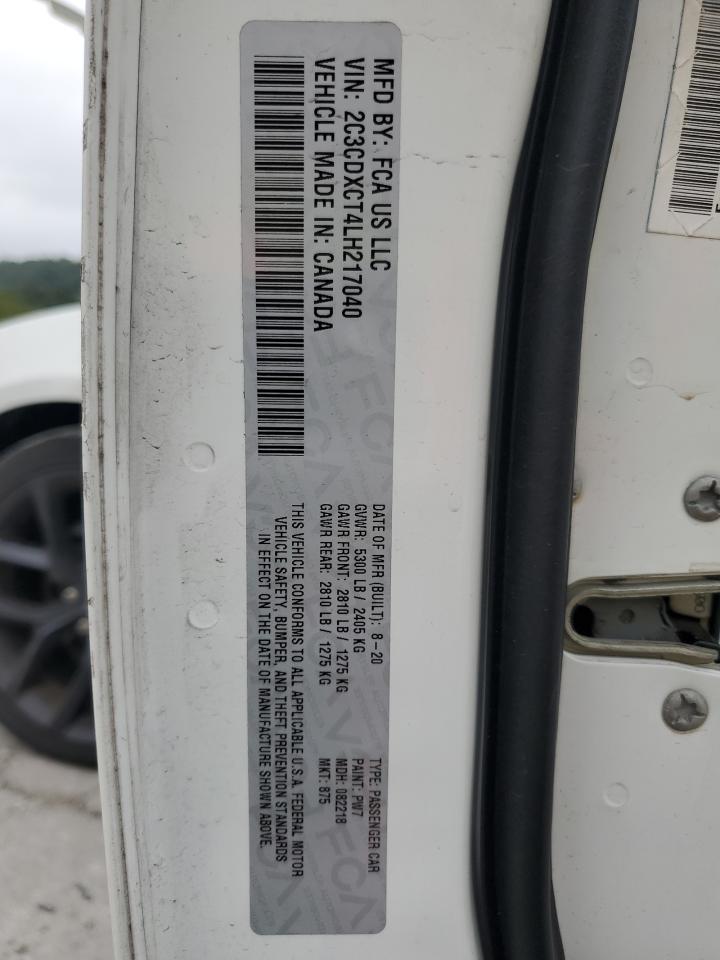 MFD BY: FCA US LLC
VIN: 2C3CDXCT4LH217040
VEHICLE MADE IN: CANADA
DATE OF MFR (BUILT): 8-20
GVWR: 5300 LB / 2405 KG
GAWR FRONT: 2810 LB / 1275 KG
GAWR REAR: 2810 LB / 1275 KG
TYPE: PASSENGER CAR
PAINT: PW7
MDH: 082218
MKT: 875
THIS VEHICLE CONFORMS TO ALL APPLICABLE U.S.A. FEDERAL MOTOR
VEHICLE SAFETY, BUMPER, AND THEFT PREVENTION STANDARDS
IN EFFECT ON THE DATE OF MANUFACTURE SHOWN ABOVE.